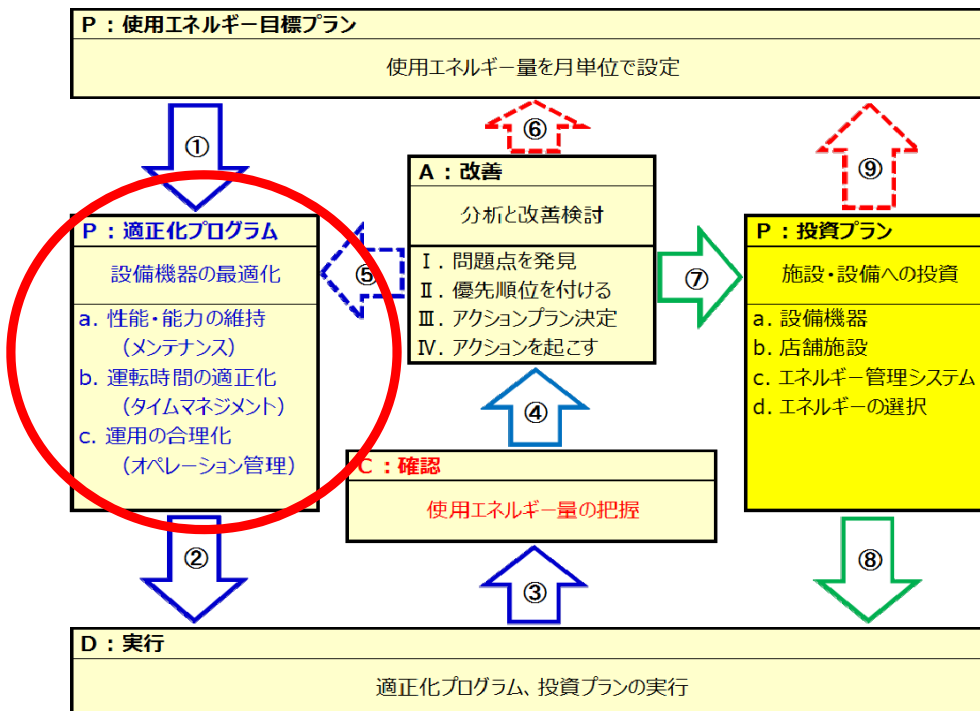 P：使用エネルギー目標プラン
使用エネルギー量を月単位で設定
①
⑥
⑨
P：適正化プログラム
設備機器の最適化
a. 性能・能力の維持
（メンテナンス）
b. 運転時間の適正化
（タイムマネジメント）
c. 運用の合理化
（オペレーション管理）
⑤
A：改善
分析と改善検討
Ⅰ. 問題点を発見
Ⅱ. 優先順位を付ける
Ⅲ. アクションプラン決定
Ⅳ. アクションを起こす
⑦
P：投資プラン
施設・設備への投資
a. 設備機器
b. 店舗施設
c. エネルギー管理システム
d. エネルギーの選択
④
C：確認
使用エネルギー量の把握
②
③
⑧
D：実行
適正化プログラム、投資プランの実行